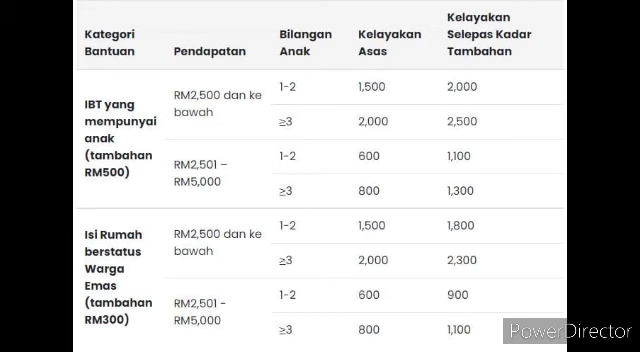 Kategori Bantuan | Pendapatan | Bilangan Anak | Kelayakan Asas | Kelayakan Selepas Kadar Tambahan
IBT yang mempunyai anak (tambahan RM500) | RM2,500 dan ke bawah | 1-2 | 1,500 | 2,000
≥3 | 2,000 | 2,500
RM2,501 – RM5,000 | 1-2 | 600 | 1,100
≥3 | 800 | 1,300
Isi Rumah berstatus Warga Emas (tambahan RM300) | RM2,500 dan ke bawah | 1-2 | 1,500 | 1,800
≥3 | 2,000 | 2,300
RM2,501 - RM5,000 | 1-2 | 600 | 900
≥3 | 800 | 1,100
PowerDirector